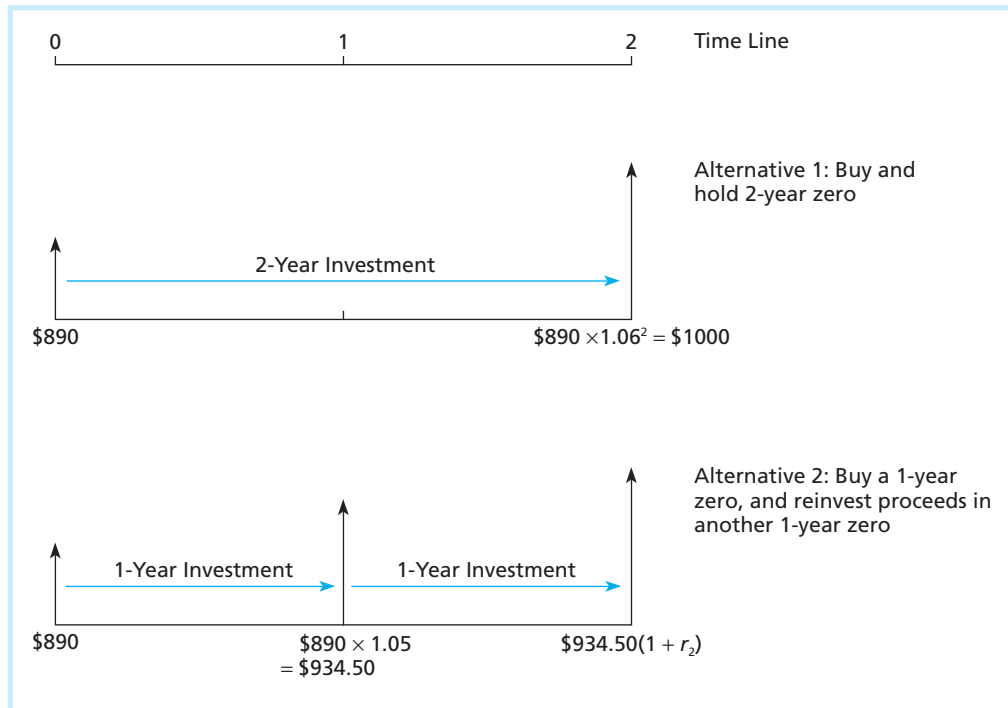 0 1 2 Time Line
Alternative 1: Buy and
hold 2-year zero
2-Year Investment
$890 $890 ×1.06² = $1000
Alternative 2: Buy a 1-year
zero, and reinvest proceeds in
another 1-year zero
1-Year Investment 1-Year Investment
$890 $890 × 1.05 $934.50(1 + r₂)
= $934.50